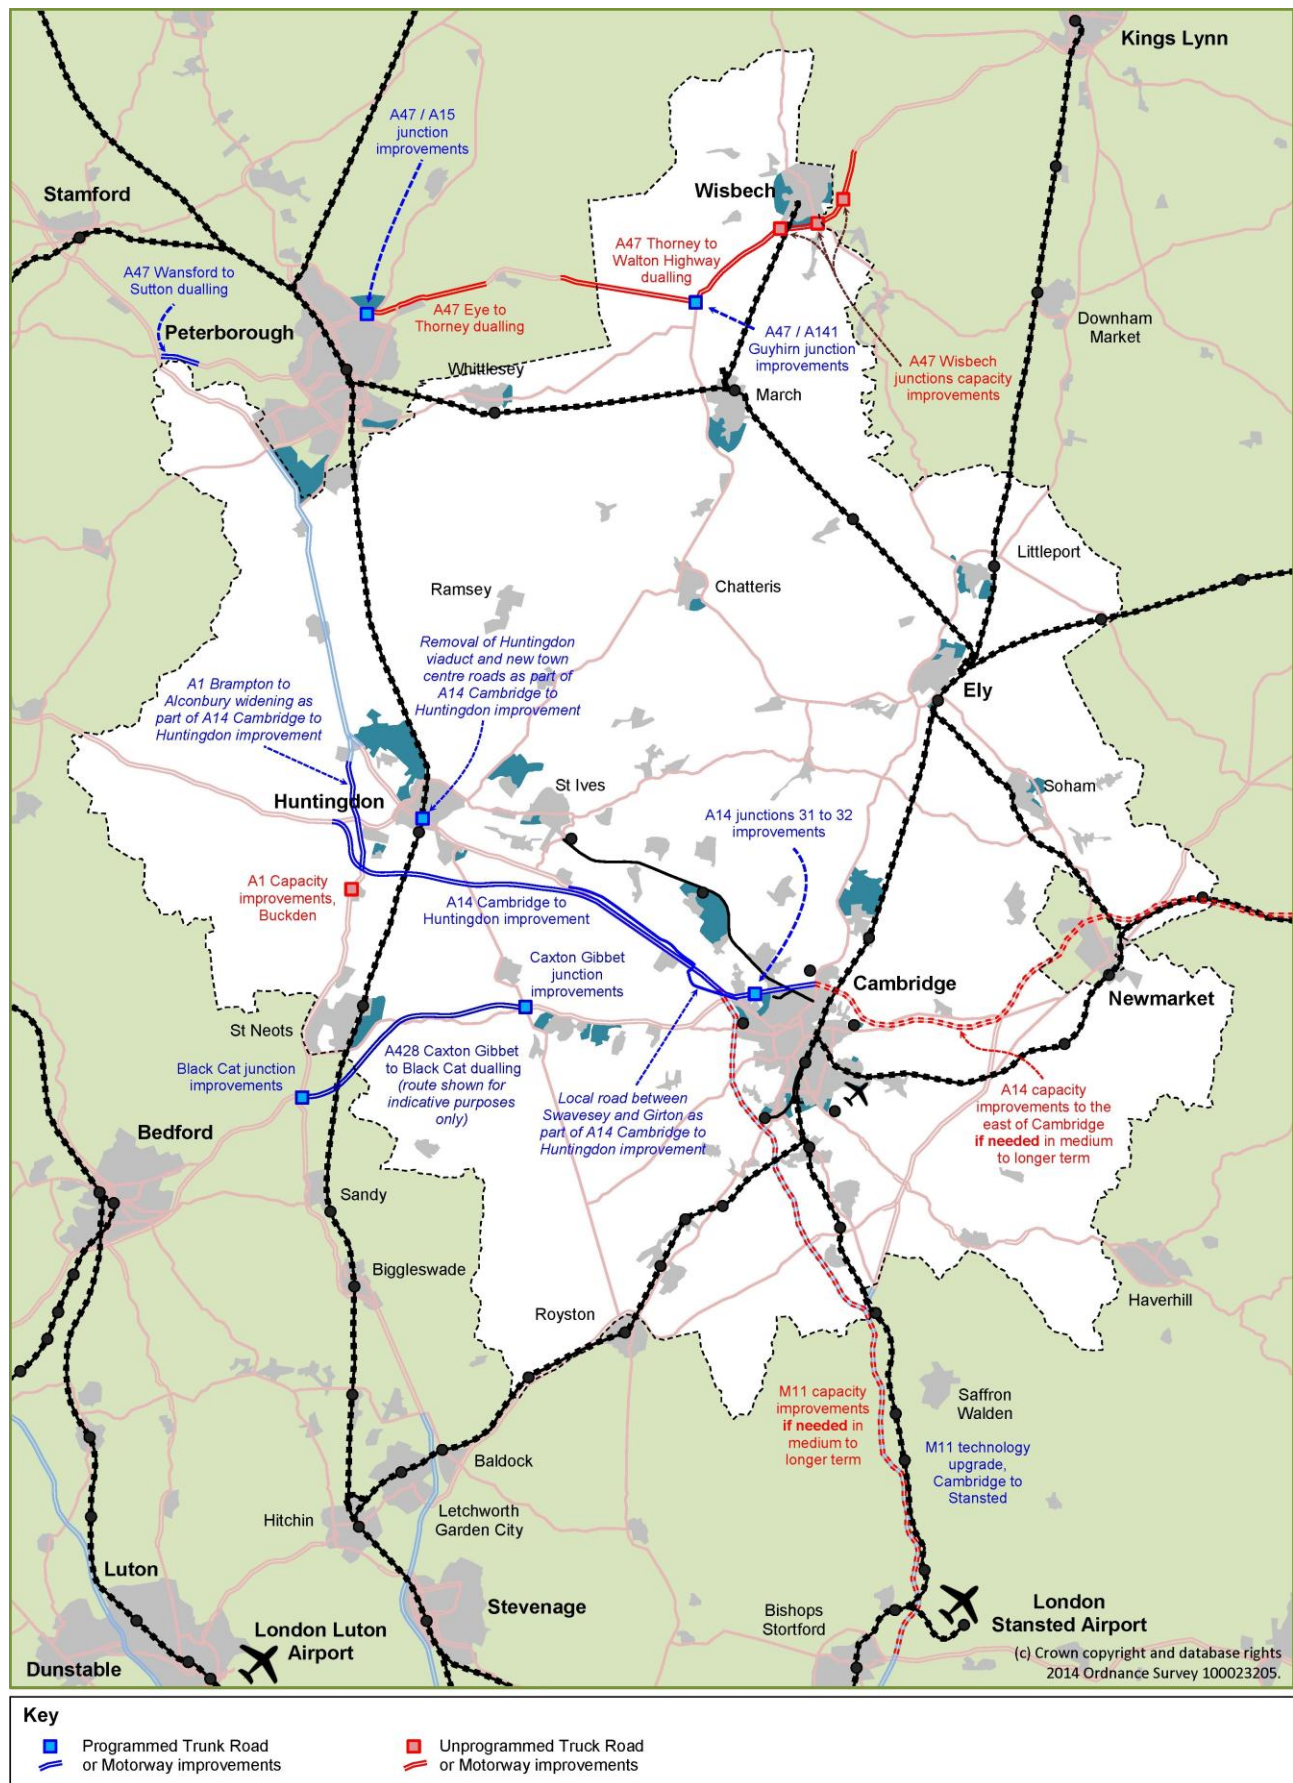 Kings Lynn
A47 / A15
junction
improvements
Stamford
Wisbech
A47 Thorney to
Walton Highway
dualling
A47 Wansford to
Sutton dualling
Peterborough
A47 Eye to
Thorney dualling
A47 / A141
Guyhirn junction
improvements
Downham
Market
A47 Wisbech
junctions capacity
improvements
Whittlesey
March
Littleport
Ramsey
Chatteris
Removal of Huntingdon
viaduct and new town
centre roads as part of
A14 Cambridge to
Huntingdon improvement
A1 Brampton to
Alconbury widening as
part of A14 Cambridge to
Huntingdon improvement
Ely
Huntingdon
St Ives
Soham
A14 junctions 31 to 32
improvements
A1 Capacity
improvements,
Buckden
A14 Cambridge to
Huntingdon improvement
Caxton Gibbet
junction
improvements
Cambridge
Newmarket
St Neots
A428 Caxton Gibbet
to Black Cat dualling
(route shown for
indicative purposes
only)
Black Cat junction
improvements
Local road between
Swavesey and Girton as
part of A14 Cambridge to
Huntingdon improvement
A14 capacity
improvements to the
east of Cambridge
if needed in medium
to longer term
Bedford
Sandy
Biggleswade
Royston
Haverhill
M11 capacity
improvements
if needed in
medium to
longer term
Saffron
Walden
M11 technology
upgrade,
Cambridge to
Stansted
Baldock
Letchworth
Garden City
Hitchin
Luton
Stevenage
Bishops
Stortford
London
Stansted Airport
London Luton
Airport
Dunstable
(c) Crown copyright and database rights
2014 Ordnance Survey 100023205.
Key
Programmed Trunk Road
or Motorway improvements
Unprogrammed Truck Road
or Motorway improvements